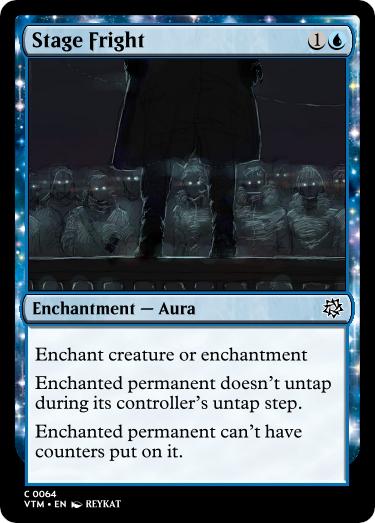 Stage Fright 1
Enchantment — Aura
Enchant creature or enchantment
Enchanted permanent doesn't untap
during its controller's untap step.
Enchanted permanent can't have
counters put on it.
C 0064
VTM • EN REYKAT